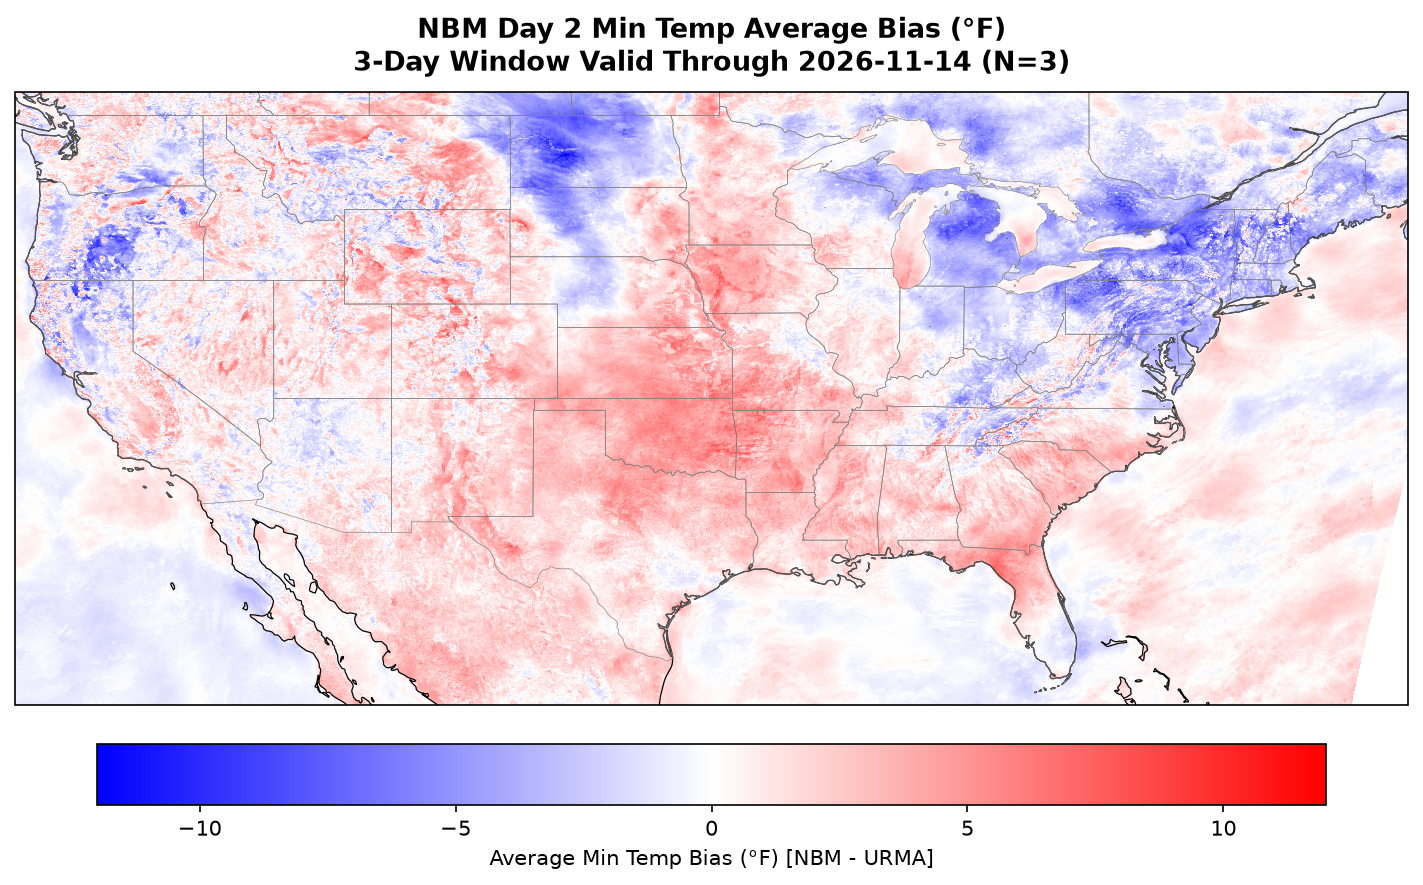 NBM Day 2 Min Temp Average Bias (°F)
3-Day Window Valid Through 2026-11-14 (N=3)
−10 −5 0 5 10
Average Min Temp Bias (°F) [NBM - URMA]